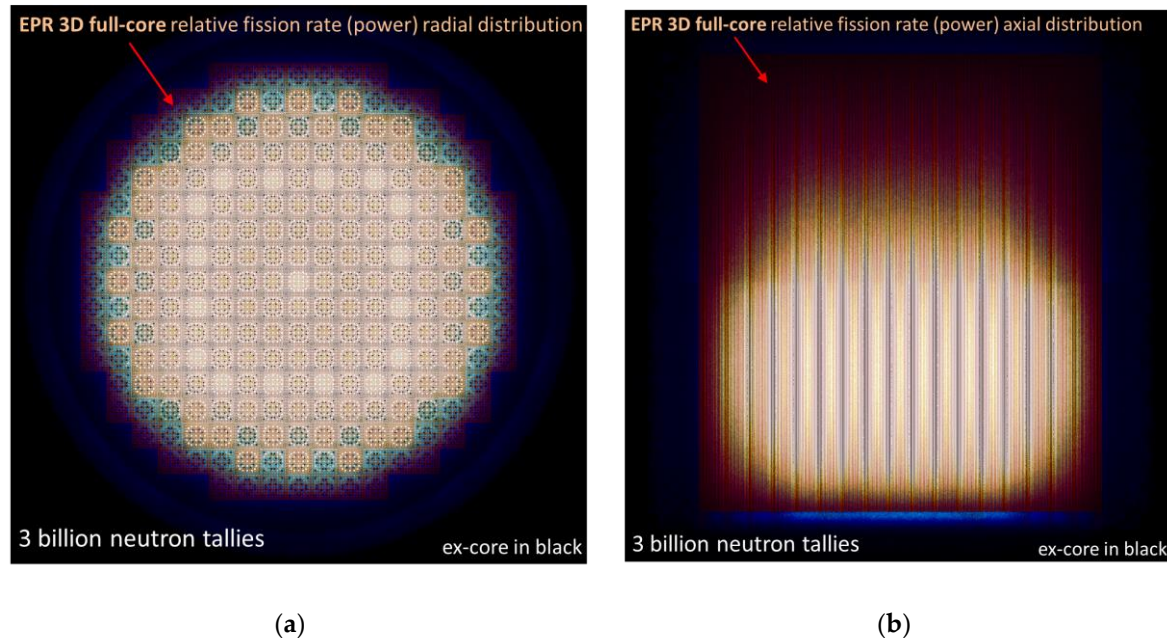 EPR 3D full-core relative fission rate (power) radial distribution
3 billion neutron tallies
ex-core in black
(a)
EPR 3D full-core relative fission rate (power) axial distribution
3 billion neutron tallies
ex-core in black
(b)